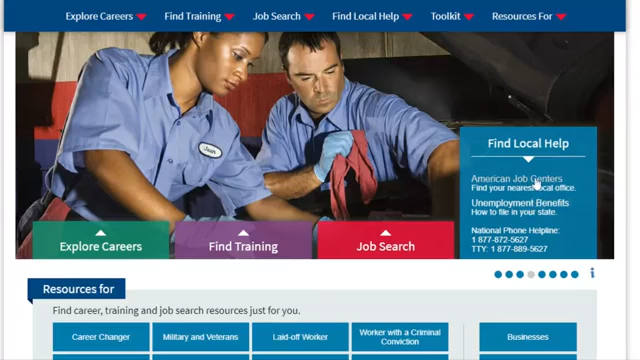 Explore Careers Find Training Job Search Find Local Help Toolkit Resources For
Find Local Help
American Job Centers
Find your nearest local office.
Unemployment Benefits
How to file in your state.
National Phone Helpline:
1 877-872-5627
TTY: 1 877-889-5627
Explore Careers Find Training Job Search
i
Resources for
Find career, training and job search resources just for you.
Career Changer Military and Veterans Laid-off Worker Worker with a Criminal
Conviction
Businesses